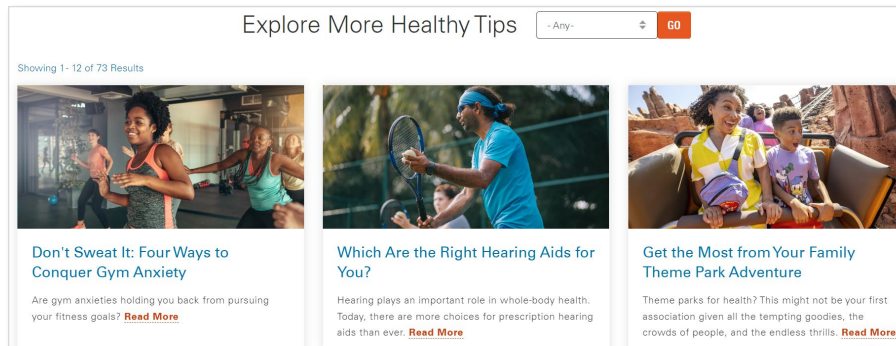 Explore More Healthy Tips
- Any -
GO
Showing 1 - 12 of 73 Results
Don't Sweat It: Four Ways to
Conquer Gym Anxiety
Are gym anxieties holding you back from pursuing
your fitness goals? Read More
Which Are the Right Hearing Aids for
You?
Hearing plays an important role in whole-body health.
Today, there are more choices for prescription hearing
aids than ever. Read More
Get the Most from Your Family
Theme Park Adventure
Theme parks for health? This might not be your first
association given all the tempting goodies, the
crowds of people, and the endless thrills. Read More